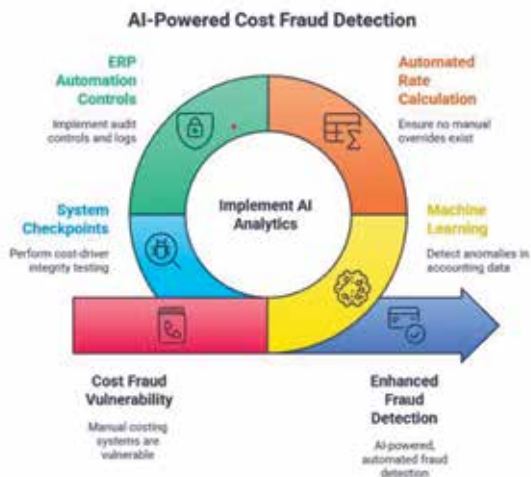 AI-Powered Cost Fraud Detection
ERP
Automation
Controls
Implement audit
controls and logs
Automated
Rate
Calculation
Ensure no manual
overrides exist
Implement AI
Analytics
System
Checkpoints
Perform cost-driver
integrity testing
Machine
Learning
Detect anomalies in
accounting data
Cost Fraud
Vulnerability
Manual costing
systems are
vulnerable
Enhanced
Fraud
Detection
AI-powered,
automated fraud
detection